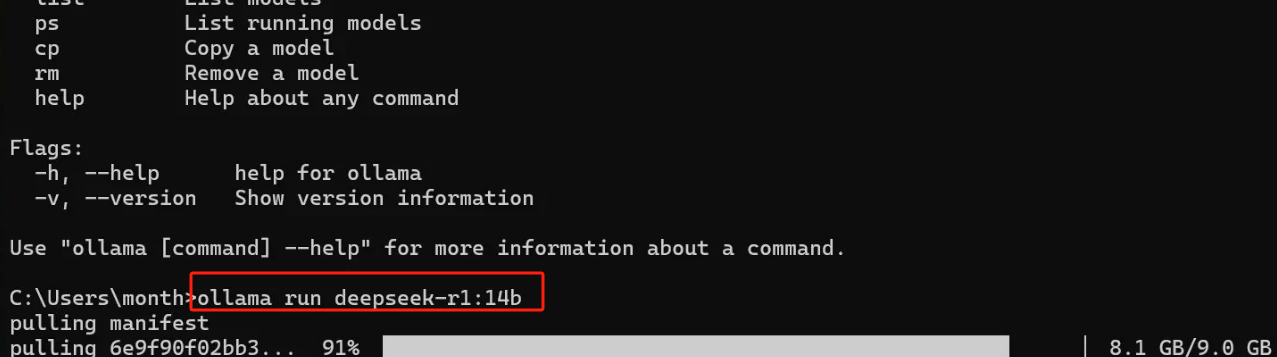 list List models
ps List running models
cp Copy a model
rm Remove a model
help Help about any command
Flags:
-h, --help help for ollama
-v, --version Show version information
Use "ollama [command] --help" for more information about a command.
C:\Users\month>ollama run deepseek-r1:14b
pulling manifest
pulling 6e9f90f02bb3... 91% 8.1 GB/9.0 GB